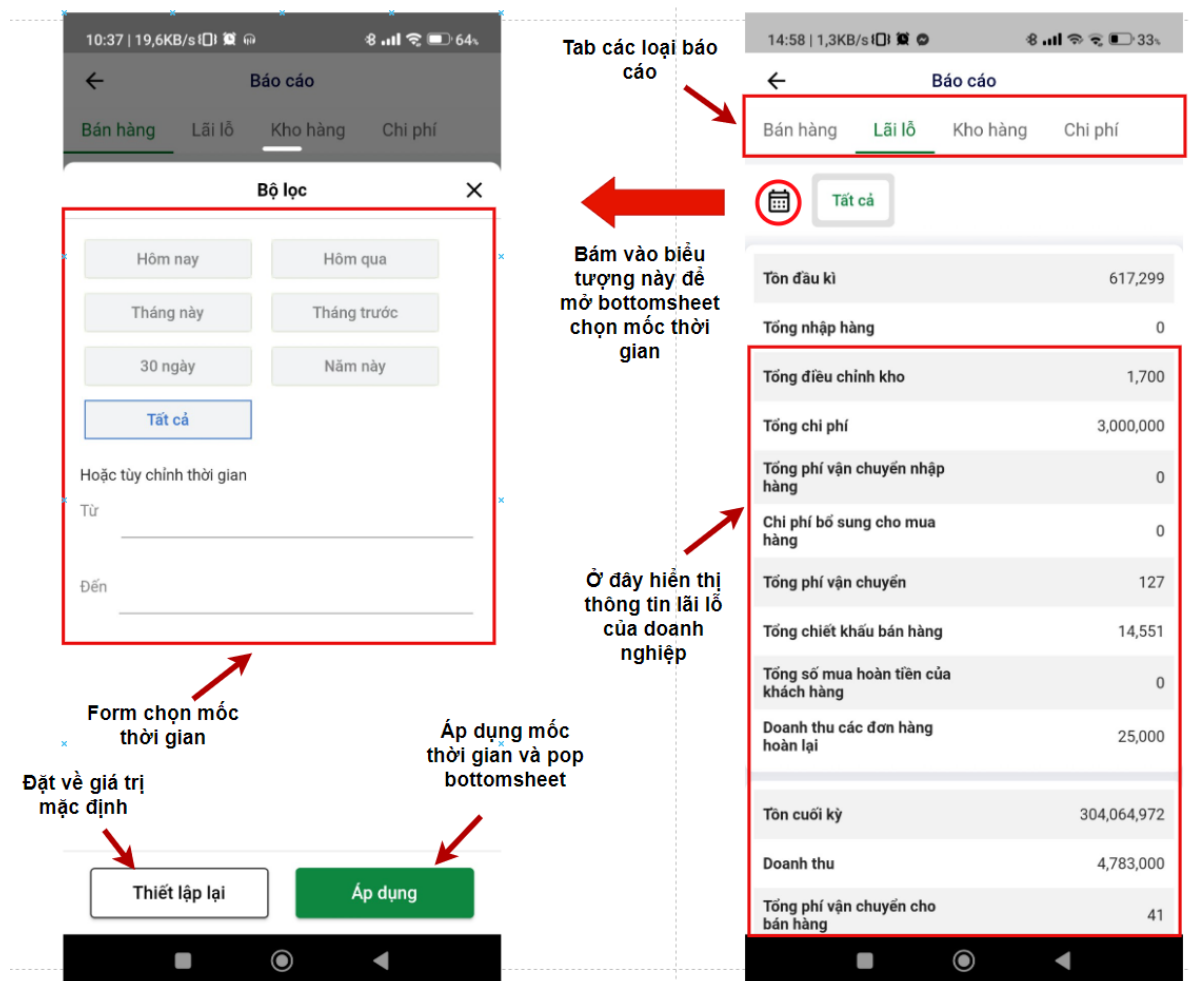 10:37 | 19,6KB/s
64%
Báo cáo
Bán hàng
Lãi lỗ
Kho hàng
Chi phí
Bộ lọc
Hôm nay
Hôm qua
Tháng này
Tháng trước
30 ngày
Năm này
Tất cả
Hoặc tùy chỉnh thời gian
Từ
Đến
Form chọn mốc
thời gian
Đặt về giá trị
mặc định
Áp dụng mốc
thời gian và pop
bottomsheet
Thiết lập lại
Áp dụng
Tab các loại báo
cáo
Bám vào biểu
tượng này để
mở bottomsheet
chọn mốc thời
gian
Ở đây hiển thị
thông tin lãi lỗ
của doanh
nghiệp
14:58 | 1,3KB/s
33%
Báo cáo
Bán hàng
Lãi lỗ
Kho hàng
Chi phí
Tất cả
Tồn đầu kì 617,299
Tổng nhập hàng 0
Tổng điều chỉnh kho 1,700
Tổng chi phí 3,000,000
Tổng phí vận chuyển nhập
hàng 0
Chi phí bổ sung cho mua
hàng 0
Tổng phí vận chuyển 127
Tổng chiết khấu bán hàng 14,551
Tổng số mua hoàn tiền của
khách hàng 0
Doanh thu các đơn hàng
hoàn lại 25,000
Tồn cuối kỳ 304,064,972
Doanh thu 4,783,000
Tổng phí vận chuyển cho
bán hàng 41